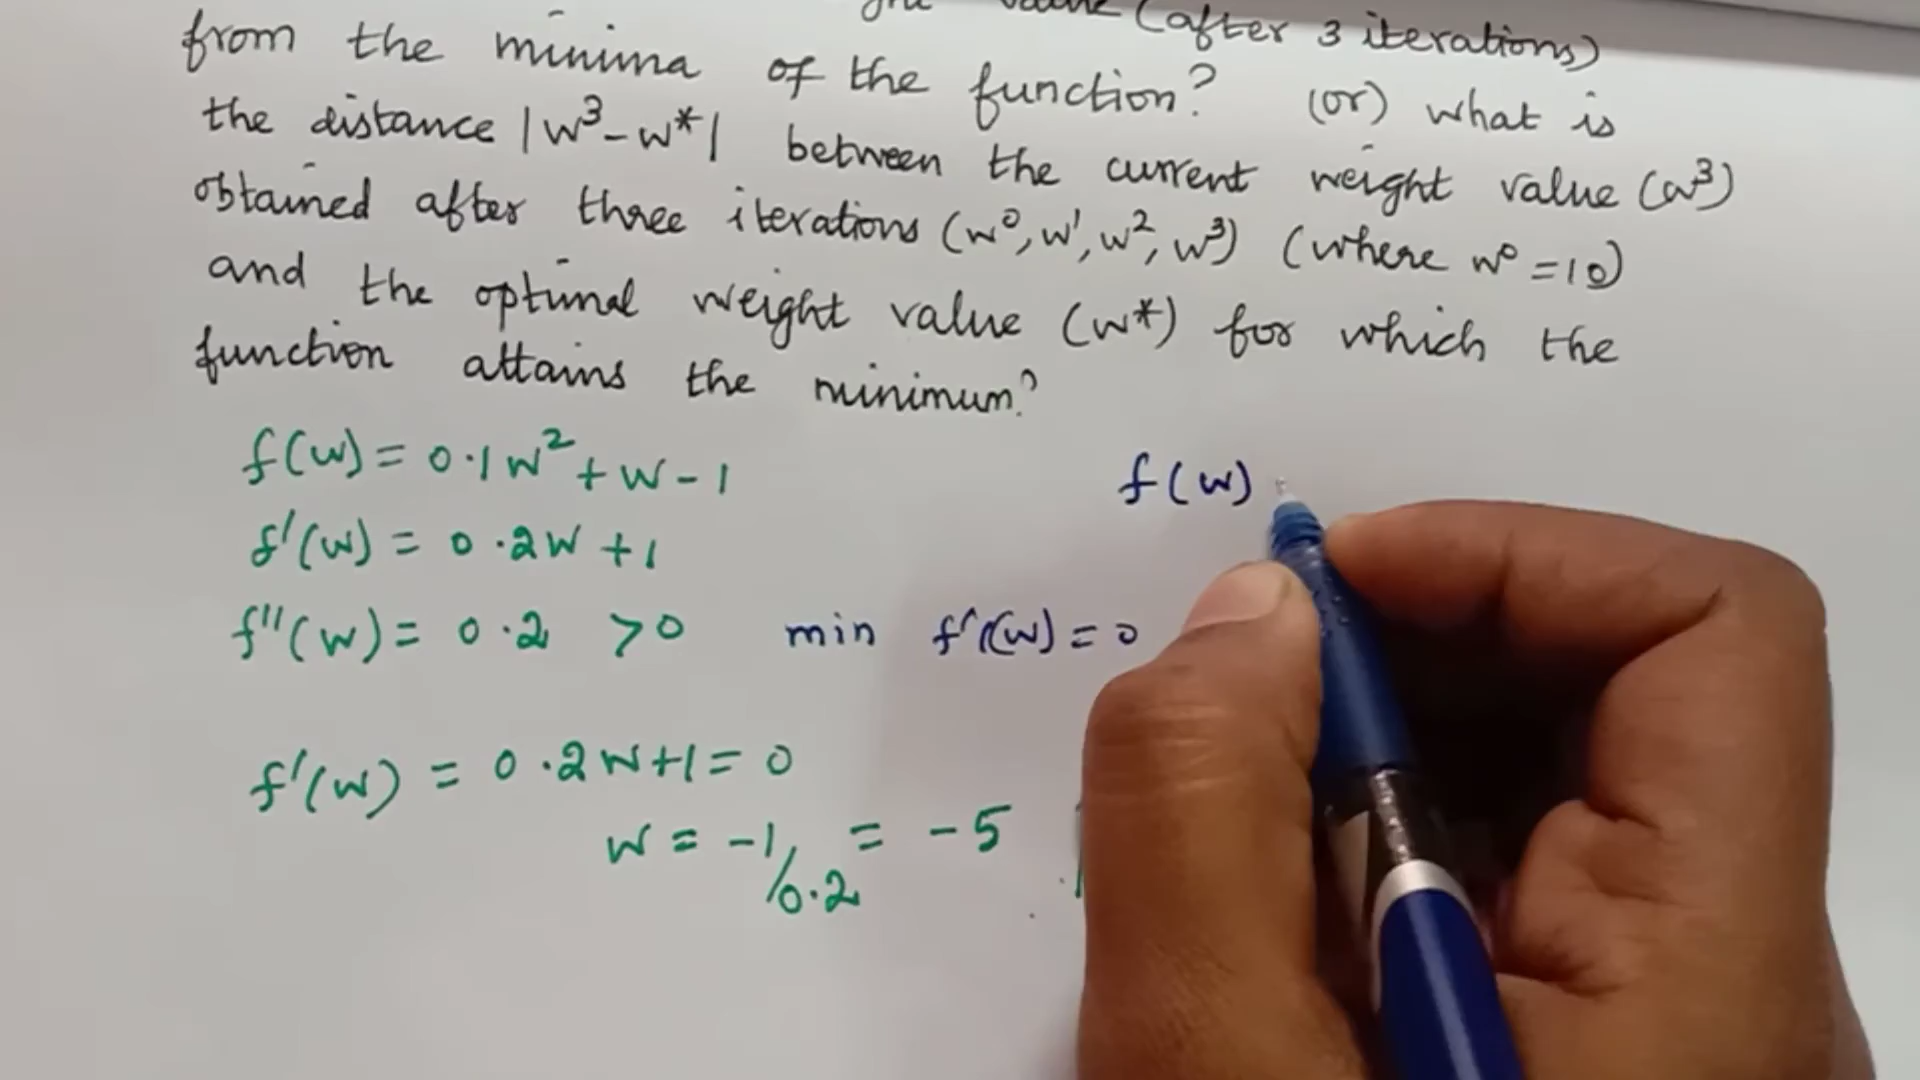 (after 3 iterations)
from the minima of the function? (or) what is
the distance |w³-w*| between the current weight value (w³)
obtained after three iterations (w⁰, w', w², w³) (where w⁰ = 10)
and the optimal weight value (w*) for which the
function attains the minimum?
f(w) = 0.1w² + w - 1
f(w)
f'(w) = 0.2w + 1
f''(w) = 0.2 >0 min f'(w) = 0
f'(w) = 0.2w+1 = 0
w = -1/0.2 = -5